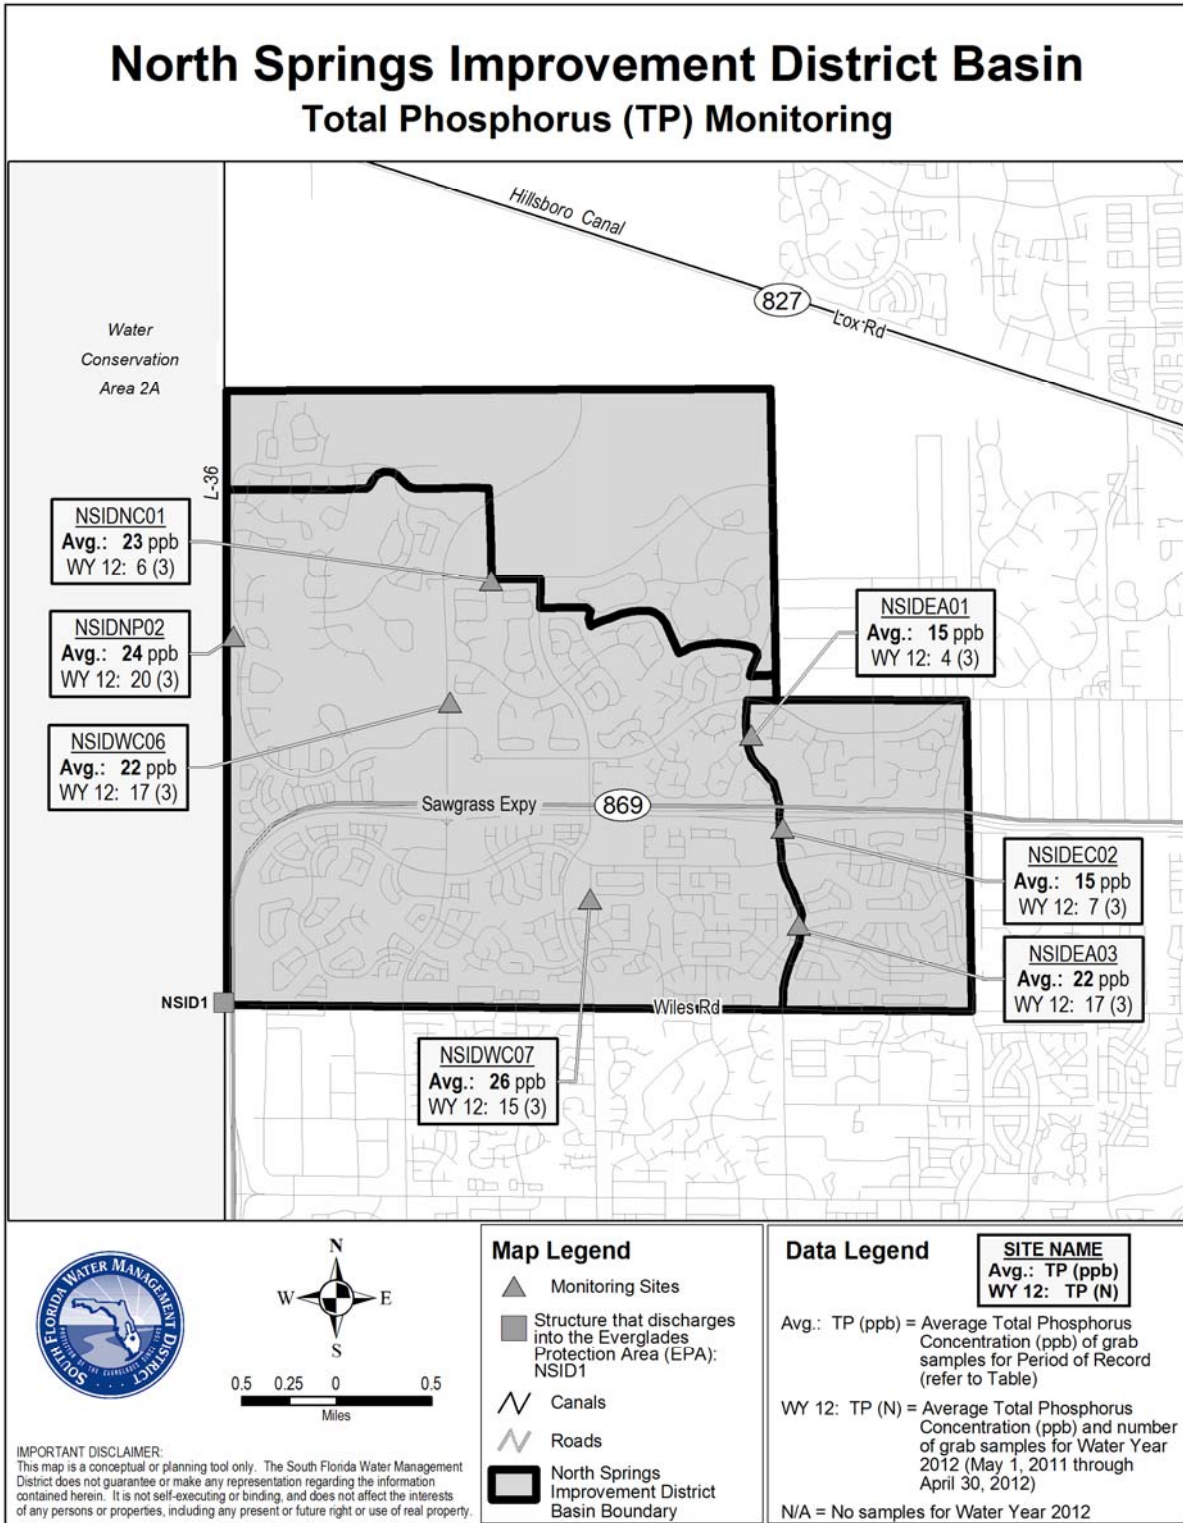 North Springs Improvement District Basin
Total Phosphorus (TP) Monitoring
Hillsboro Canal
827
Lox Rd
Water
Conservation
Area 2A
L-36
NSIDNC01
Avg.: 23 ppb
WY 12: 6 (3)
NSIDNP02
Avg.: 24 ppb
WY 12: 20 (3)
NSIDWC06
Avg.: 22 ppb
WY 12: 17 (3)
NSIDEA01
Avg.: 15 ppb
WY 12: 4 (3)
Sawgrass Expy
869
NSIDEC02
Avg.: 15 ppb
WY 12: 7 (3)
NSIDEA03
Avg.: 22 ppb
WY 12: 17 (3)
NSID1
Wiles Rd
NSIDWC07
Avg.: 26 ppb
WY 12: 15 (3)
SOUTH FLORIDA WATER MANAGEMENT DISTRICT
N
W
E
S
0.5 0.25 0 0.5
Miles
IMPORTANT DISCLAIMER:
This map is a conceptual or planning tool only. The South Florida Water Management
District does not guarantee or make any representation regarding the information
contained herein. It is not self-executing or binding, and does not affect the interests
of any persons or properties, including any present or future right or use of real property.
Map Legend
Monitoring Sites
Structure that discharges
into the Everglades
Protection Area (EPA):
NSID1
Canals
Roads
North Springs
Improvement District
Basin Boundary
Data Legend
SITE NAME
Avg.: TP (ppb)
WY 12: TP (N)
Avg.: TP (ppb) = Average Total Phosphorus
Concentration (ppb) of grab
samples for Period of Record
(refer to Table)
WY 12: TP (N) = Average Total Phosphorus
Concentration (ppb) and number
of grab samples for Water Year
2012 (May 1, 2011 through
April 30, 2012)
N/A = No samples for Water Year 2012